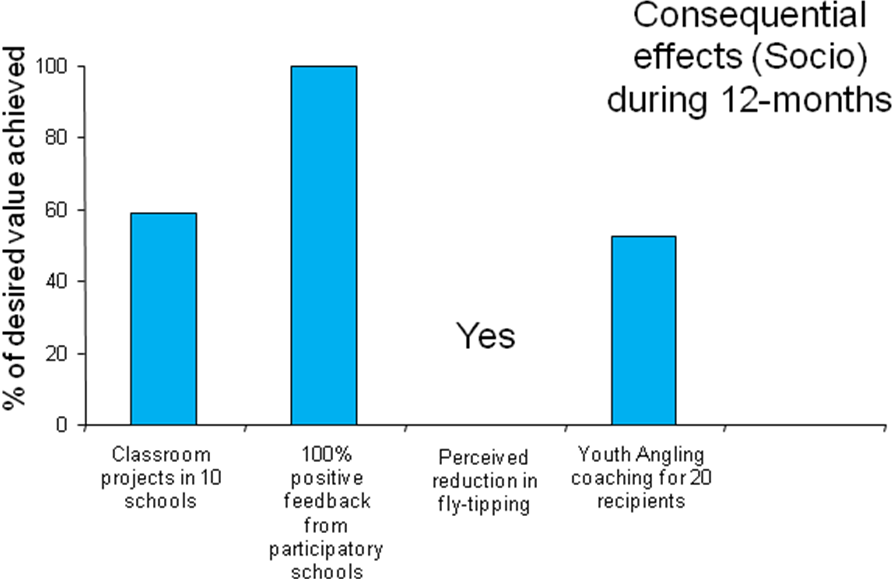 Consequential
effects (Socio)
during 12-months
% of desired value achieved
100
80
60
40
20
0
Yes
Classroom
projects in 10
schools
100%
positive
feedback
from
participatory
schools
Perceived
reduction in
fly-tipping
Youth Angling
coaching for 20
recipients